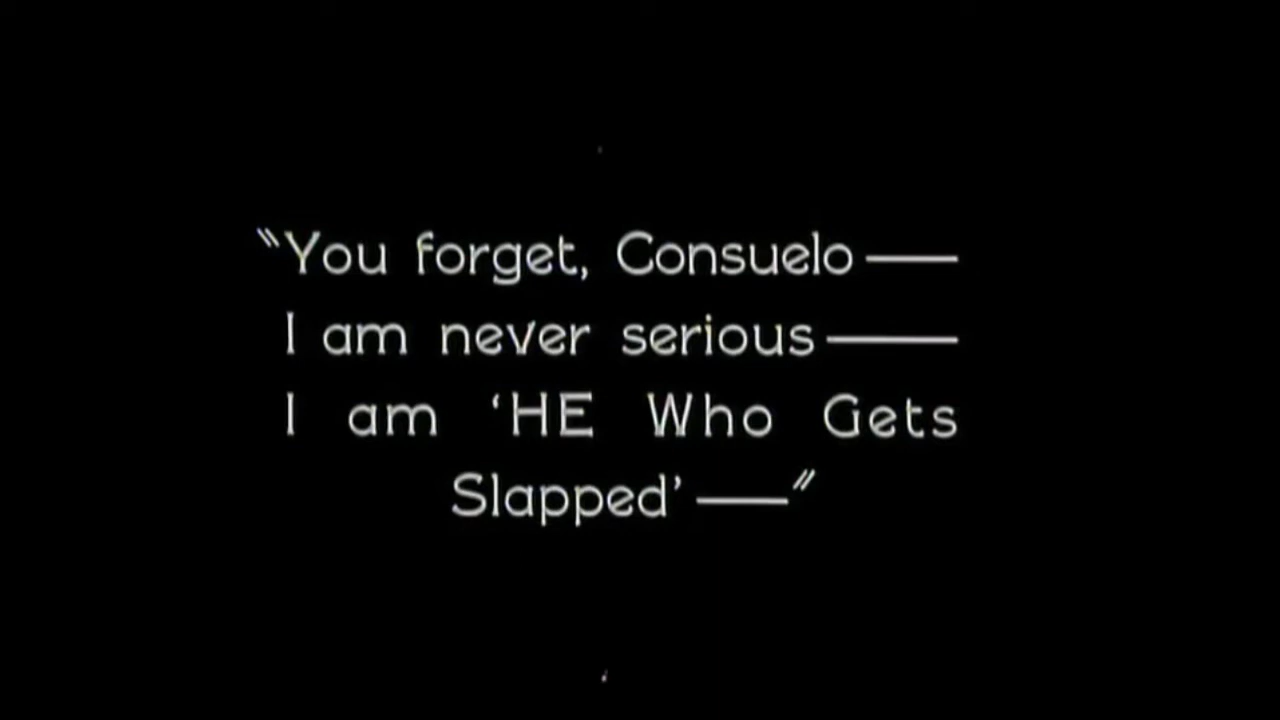 "You forget, Consuelo——
I am never serious——
I am ‘HE Who Gets
Slapped’——"